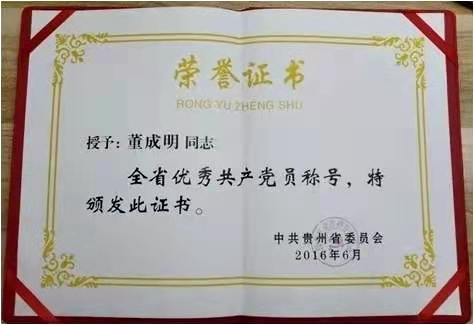 荣誉证书
RONG YU ZHENG SHU
授予：董成明同志
全省优秀共产党员称号，特
颁发此证书。
中共贵州省委员会
2016年6月